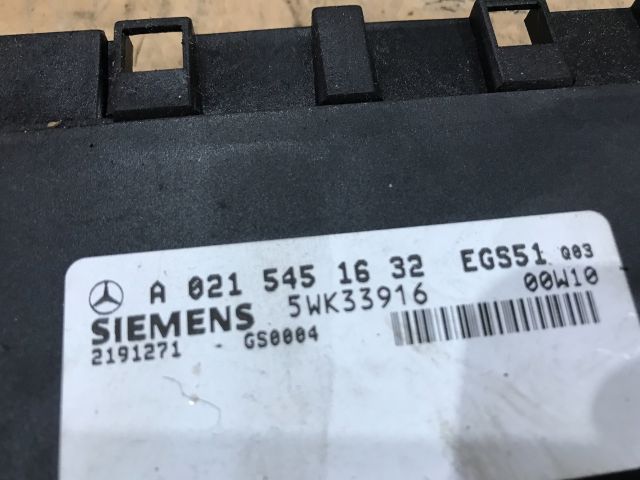 A 021 545 16 32 EGS51 Q03
SIEMENS 5WK33916 00W10
2191271 GS0004